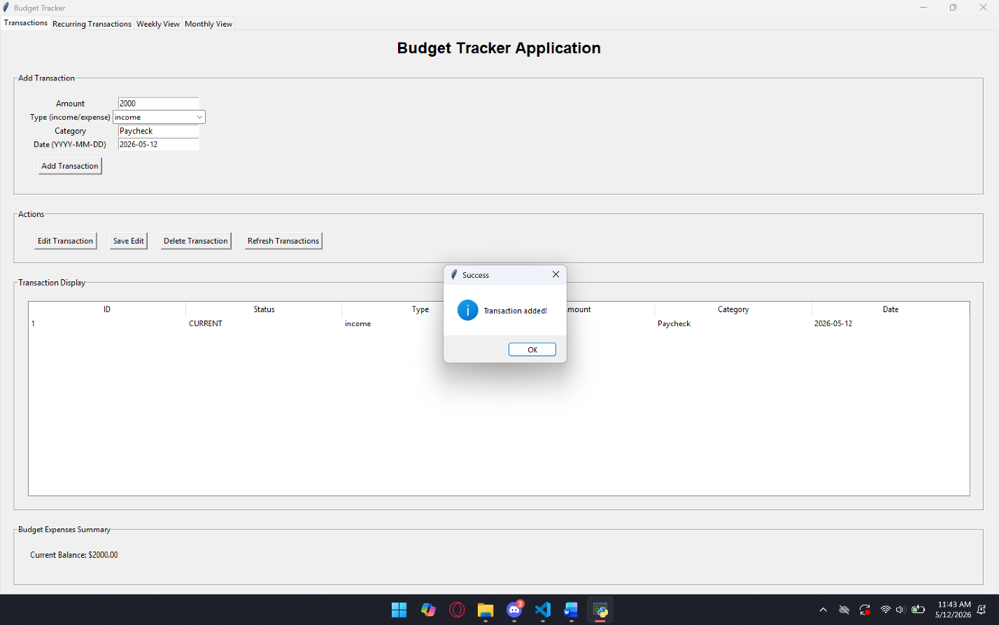 Budget Tracker
Transactions Recurring Transactions Weekly View Monthly View
Budget Tracker Application
Add Transaction
Amount 2000
Type (income/expense) income
Category Paycheck
Date (YYYY-MM-DD) 2026-05-12
Add Transaction
Actions
Edit Transaction Save Edit Delete Transaction Refresh Transactions
Transaction Display
ID Status Type mount Category Date
1 CURRENT income Paycheck 2026-05-12
Success
Transaction added!
OK
Budget Expenses Summary
Current Balance: $2000.00
3
11:43 AM
5/12/2026